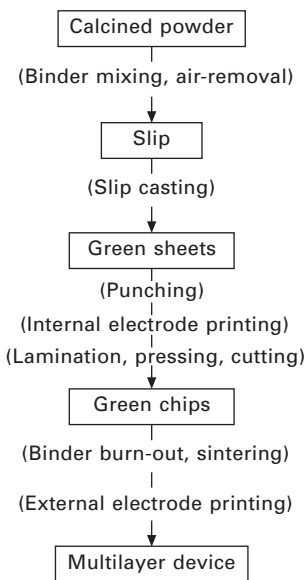 Calcined powder
(Binder mixing, air-removal)
Slip
(Slip casting)
Green sheets
(Punching)
(Internal electrode printing)
(Lamination, pressing, cutting)
Green chips
(Binder burn-out, sintering)
(External electrode printing)
Multilayer device